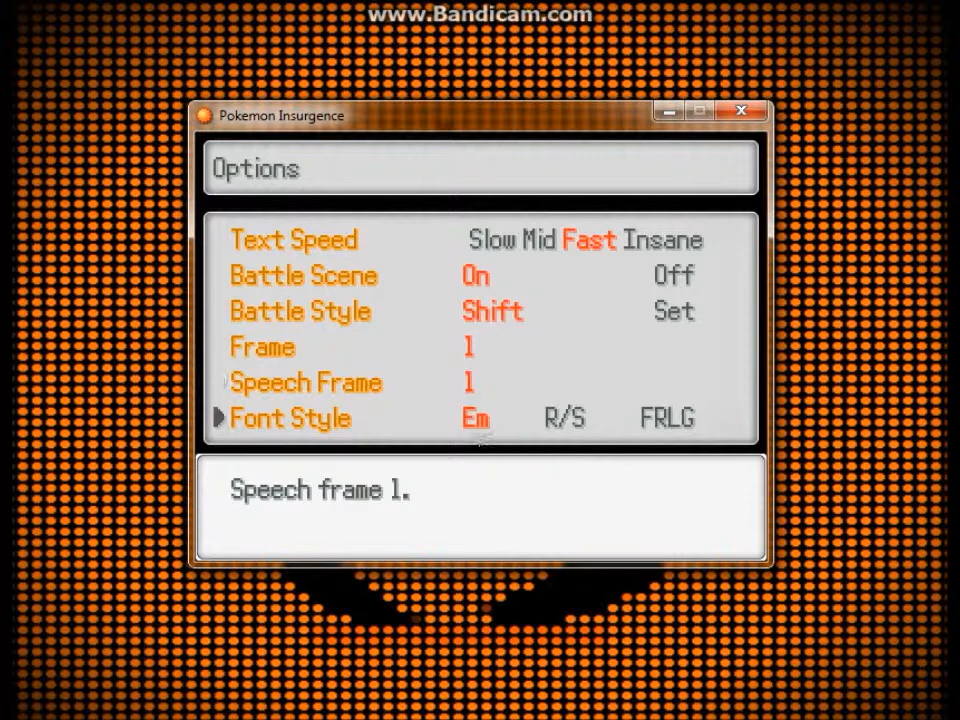 www.Bandicam.com
Pokemon Insurgence
Options
Text Speed Slow Mid Fast Insane
Battle Scene On Off
Battle Style Shift Set
Frame 1
Speech Frame 1
Font Style Em R/S FRLG
Speech frame 1.